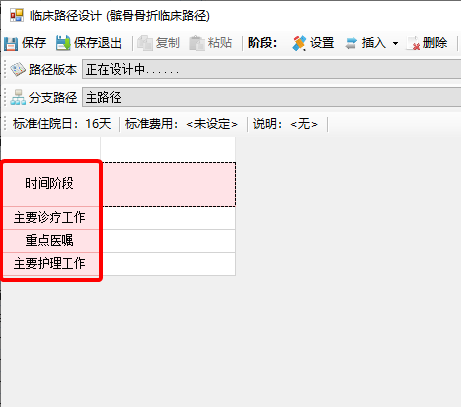 临床路径设计 (髌骨骨折临床路径)
保存 保存退出 复制 粘贴 阶段: 设置 插入 删除
路径版本 正在设计中......
分支路径 主路径
标准住院日: 16天 标准费用: <未设定> 说明: <无>
时间阶段
主要诊疗工作
重点医嘱
主要护理工作